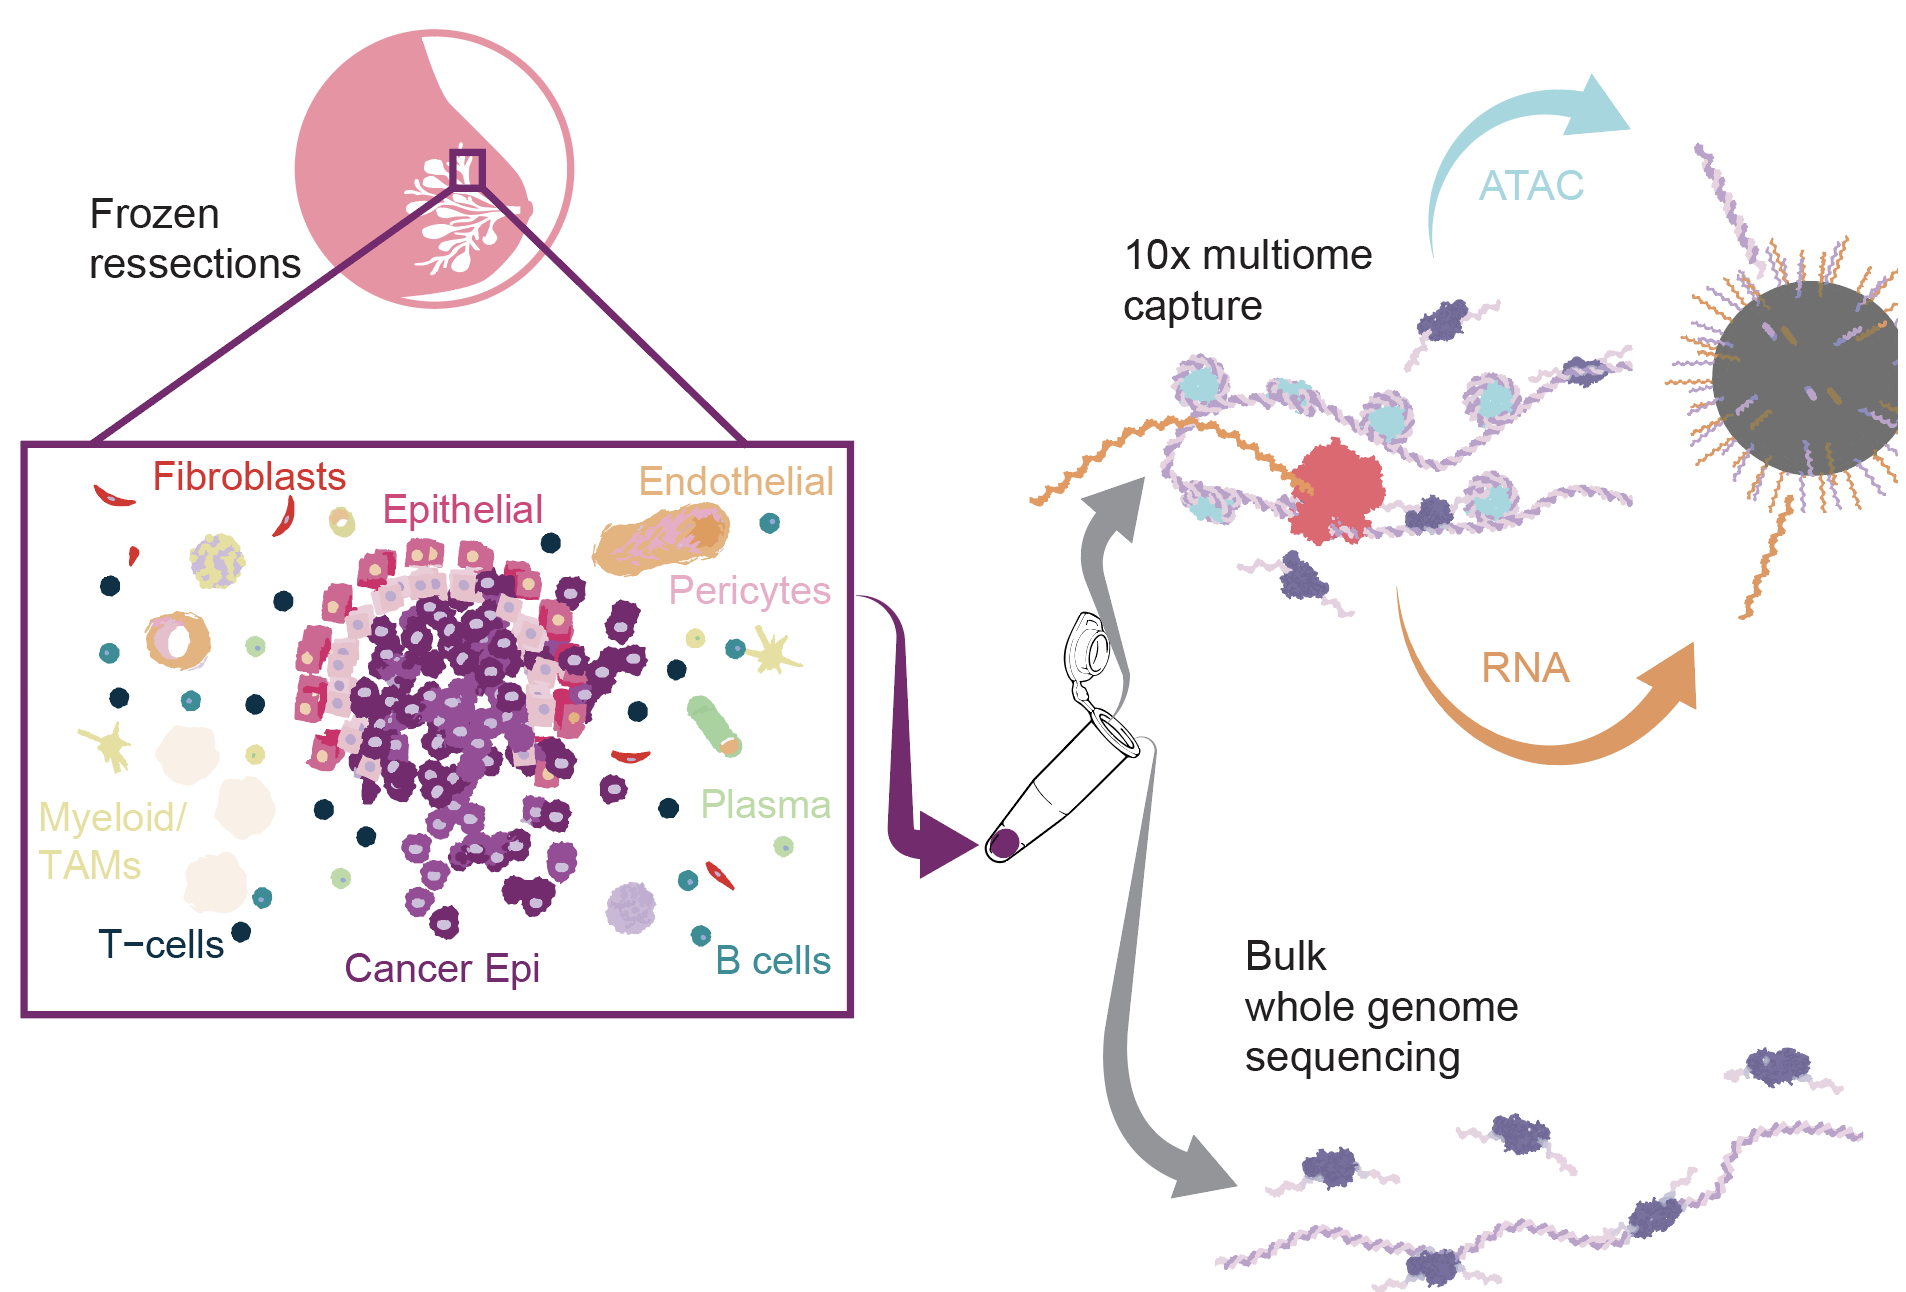 Frozen
ressections
Fibroblasts
Epithelial
Endothelial
Pericytes
Myeloid/
TAMs
Plasma
T−cells
Cancer Epi
B cells
10x multiome
capture
ATAC
RNA
Bulk
whole genome
sequencing